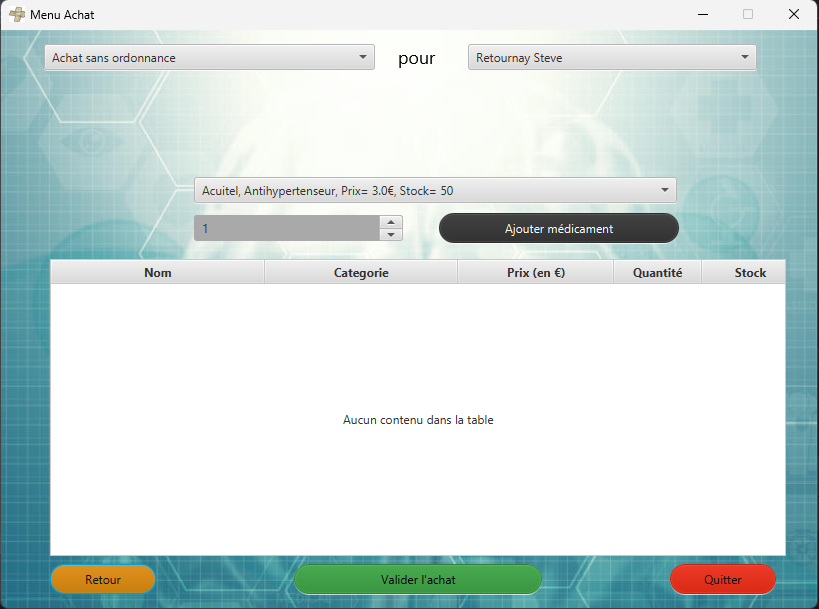 Menu Achat
Achat sans ordonnance pour Retournay Steve
Acuitel, Antihypertenseur, Prix= 3.0€, Stock= 50
1 Ajouter médicament
Nom Categorie Prix (en €) Quantité Stock
Aucun contenu dans la table
Retour Valider l'achat Quitter